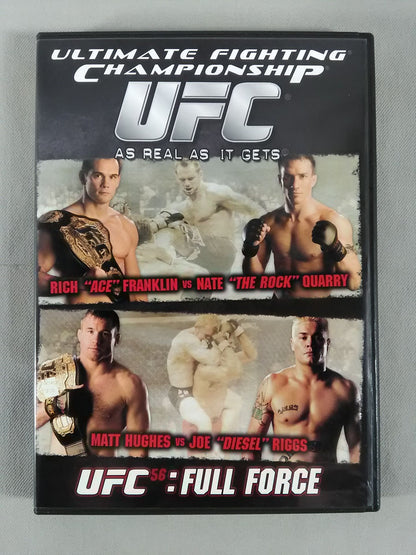 ULTIMATE FIGHTING
CHAMPIONSHIP®
UFC®
AS REAL AS IT GETS®
RICH "ACE" FRANKLIN VS NATE "THE ROCK" QUARRY
MATT HUGHES VS JOE "DIESEL" RIGGS
UFC 56: FULL FORCE